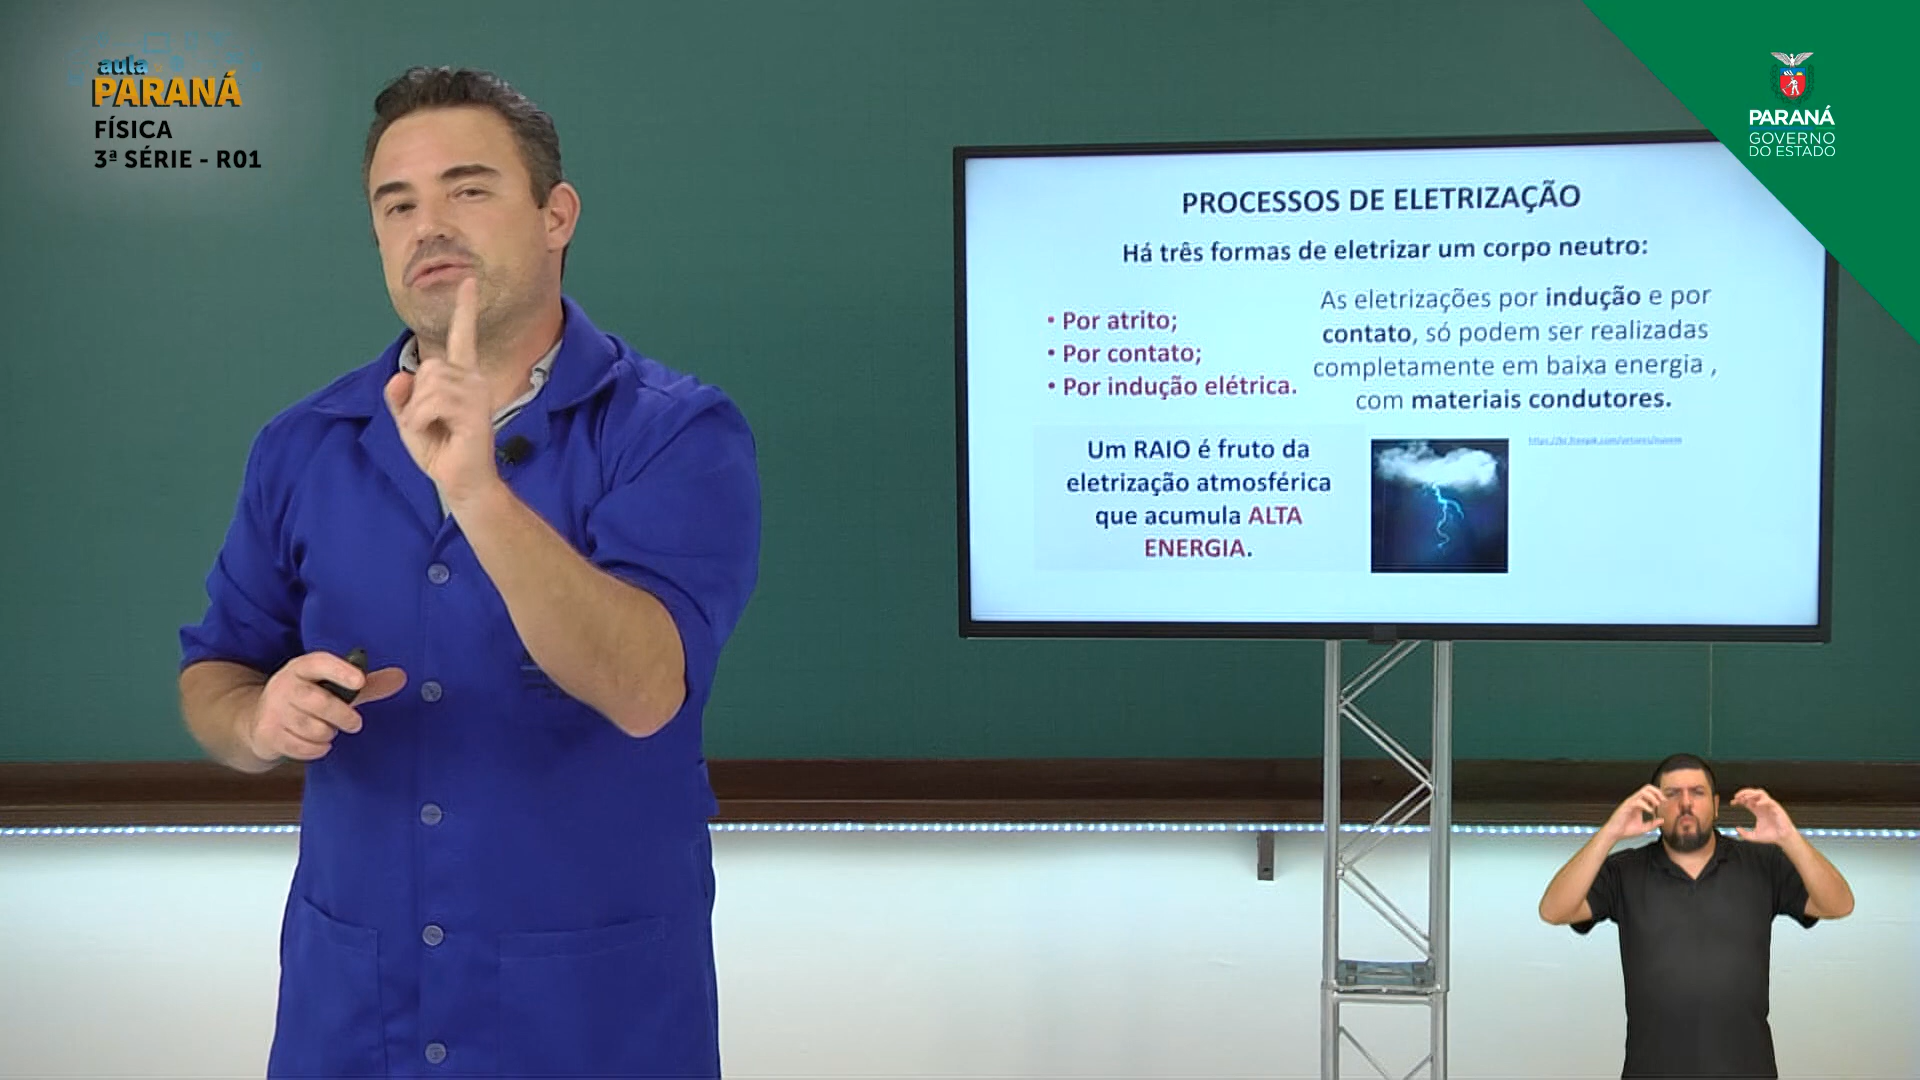 aula
PARANÁ
FÍSICA
3ª SÉRIE - R01
PARANÁ
GOVERNO
DO ESTADO
PROCESSOS DE ELETRIZAÇÃO
Há três formas de eletrizar um corpo neutro:
• Por atrito;
• Por contato;
• Por indução elétrica.
As eletrizações por indução e por
contato, só podem ser realizadas
completamente em baixa energia ,
com materiais condutores.
Um RAIO é fruto da
eletrização atmosférica
que acumula ALTA
ENERGIA.